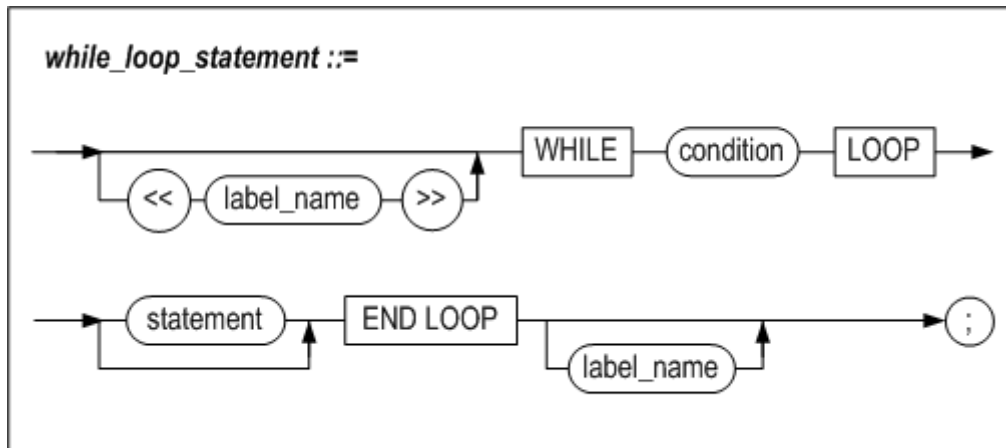 while_loop_statement ::=
WHILE condition LOOP
<< label_name >>
statement END LOOP ;
label_name